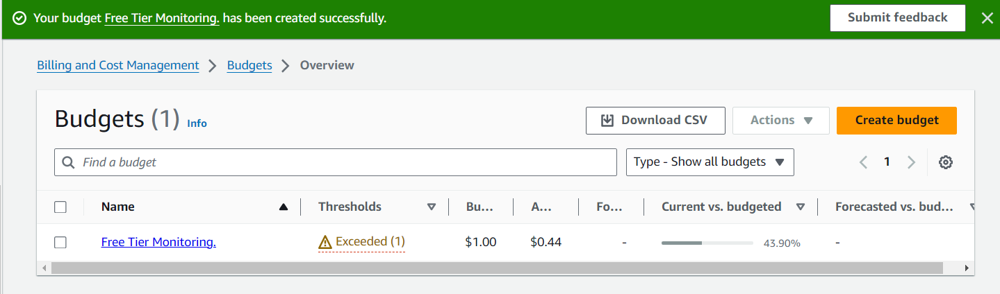 Your budget Free Tier Monitoring. has been created successfully.
Submit feedback
Billing and Cost Management
Budgets
Overview
Budgets (1) Info
Download CSV
Actions
Create budget
Find a budget
Type - Show all budgets
1
Name
Thresholds
Bu...
A...
Fo...
Current vs. budgeted
Forecasted vs. bud...
Free Tier Monitoring.
Exceeded (1)
$1.00
$0.44
-
43.90%
-